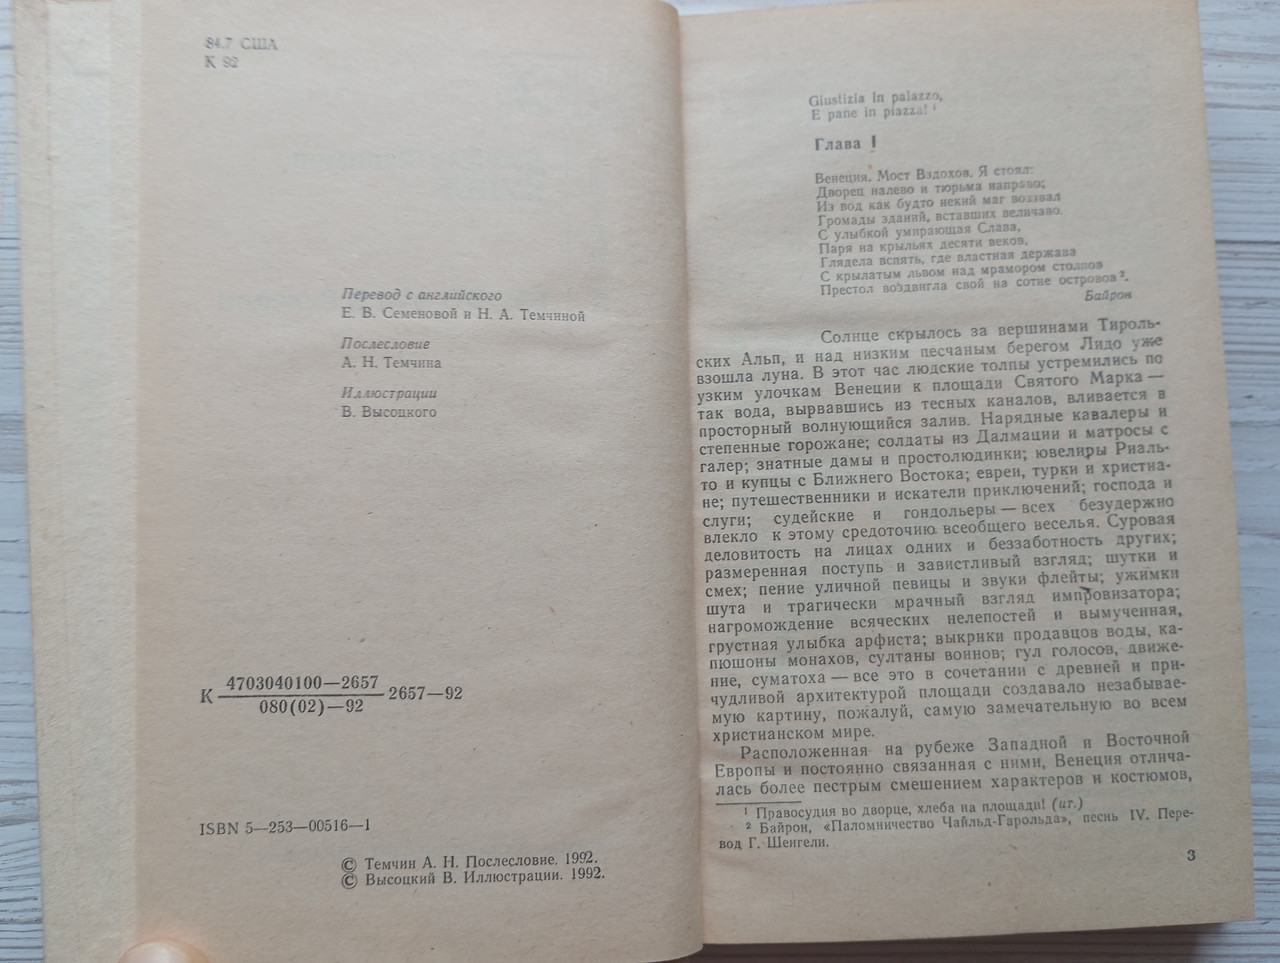 84.7 США
К 92
Перевод с английского
Е. В. Семеновой и Н. А. Темчиной
Послесловие
А. Н. Темчина
Иллюстрации
В. Высоцкого
К 4703040100—2657 2657—92
080(02)—92
ISBN 5—253—00516—1
© Темчин А. Н. Послесловие. 1992.
© Высоцкий В. Иллюстрации. 1992.
Giustizia in palazzo,
E pane in piazza! ¹
Глава I
Венеция. Мост Вздохов. Я стоял:
Дворец налево и тюрьма направо;
Из вод как будто некий маг воззвал
Громады зданий, вставших величаво.
С улыбкой умирающая Слава,
Паря на крыльях десяти веков,
Глядела вспять, где властная держава
С крылатым львом над мрамором столпов
Престол воздвигла свой на сотне островов ².
Байрон
Солнце скрылось за вершинами Тироль-
ских Альп, и над низким песчаным берегом Лидо уже
взошла луна. В этот час людские толпы устремились по
узким улочкам Венеции к площади Святого Марка —
так вода, вырвавшись из тесных каналов, вливается в
просторный волнующийся залив. Нарядные кавалеры и
степенные горожане; солдаты из Далмации и матросы с
галер; знатные дамы и простолюдинки; ювелиры Риаль-
то и купцы с Ближнего Востока; евреи, турки и христиа-
не; путешественники и искатели приключений; господа и
слуги; судейские и гондольеры — всех безудержно
влекло к этому средоточию всеобщего веселья. Суровая
деловитость на лицах одних и беззаботность других;
размеренная поступь и завистливый взгляд; шутки и
смех; пение уличной певицы и звуки флейты; ужимки
шута и трагически мрачный взгляд импровизатора;
нагромождение всяческих нелепостей и вымученная,
грустная улыбка арфиста; выкрики продавцов воды, ка-
пюшоны монахов, султаны воинов; гул голосов, движе-
ние, суматоха — все это в сочетании с древней и при-
чудливой архитектурой площади создавало незабывае-
мую картину, пожалуй, самую замечательную во всем
христианском мире.
Расположенная на рубеже Западной и Восточной
Европы и постоянно связанная с ними, Венеция отлича-
лась более пестрым смешением характеров и костюмов,
¹ Правосудия во дворце, хлеба на площади! (ит.)
² Байрон, «Паломничество Чайльд-Гарольда», песнь IV. Пере-
вод Г. Шенгели.
3